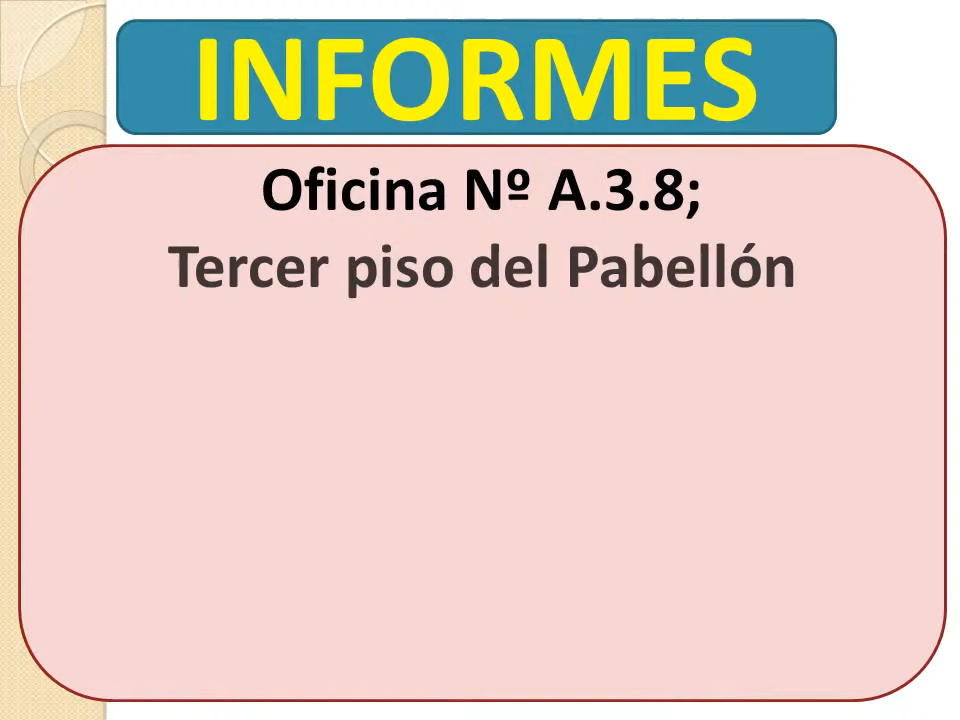 INFORMES
Oficina Nº A.3.8;
Tercer piso del Pabellón